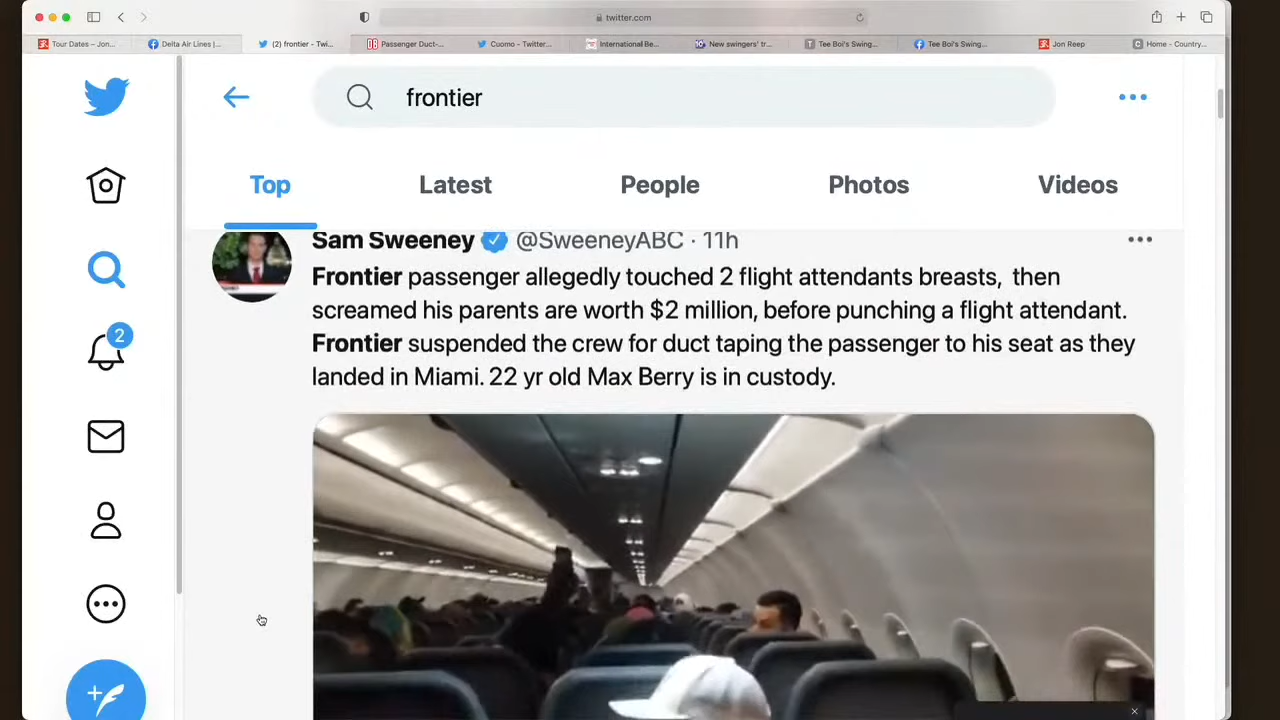 twitter.com
Tour Dates – Jon...
Delta Air Lines |...
(2) frontier - Twi...
Passenger Duct-...
Cuomo - Twitter...
International Be...
New swingers' tr...
Tee Boi's Swing...
Tee Boi's Swing...
Jon Reep
Home - Country...
frontier
Top
Latest
People
Photos
Videos
Sam Sweeney @SweeneyABC · 11h
Frontier passenger allegedly touched 2 flight attendants breasts, then
screamed his parents are worth $2 million, before punching a flight attendant.
Frontier suspended the crew for duct taping the passenger to his seat as they
landed in Miami. 22 yr old Max Berry is in custody.
2